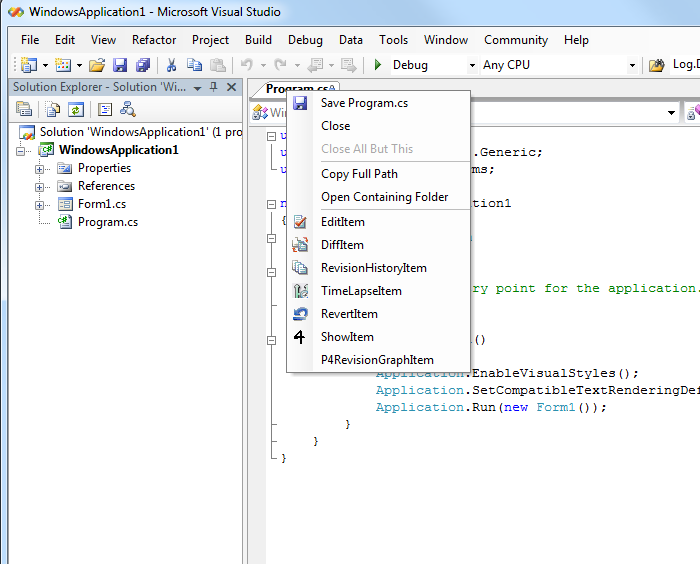 WindowsApplication1 - Microsoft Visual Studio
File Edit View Refactor Project Build Debug Data Tools Window Community Help
Debug Any CPU Log.D
Solution Explorer - Solution 'Wi...
Program.cs
Win
Solution 'WindowsApplication1' (1 pro
WindowsApplication1
Properties
References
Form1.cs
Program.cs
Save Program.cs
Close
Close All But This
Copy Full Path
Open Containing Folder
EditItem
DiffItem
RevisionHistoryItem
TimeLapseItem
RevertItem
ShowItem
P4RevisionGraphItem
u
u .Generic;
u ms;
n tion1
{
ry point for the application.
()
Application.EnableVisualStyles();
Application.SetCompatibleTextRenderingDef
Application.Run(new Form1());
}
}
}